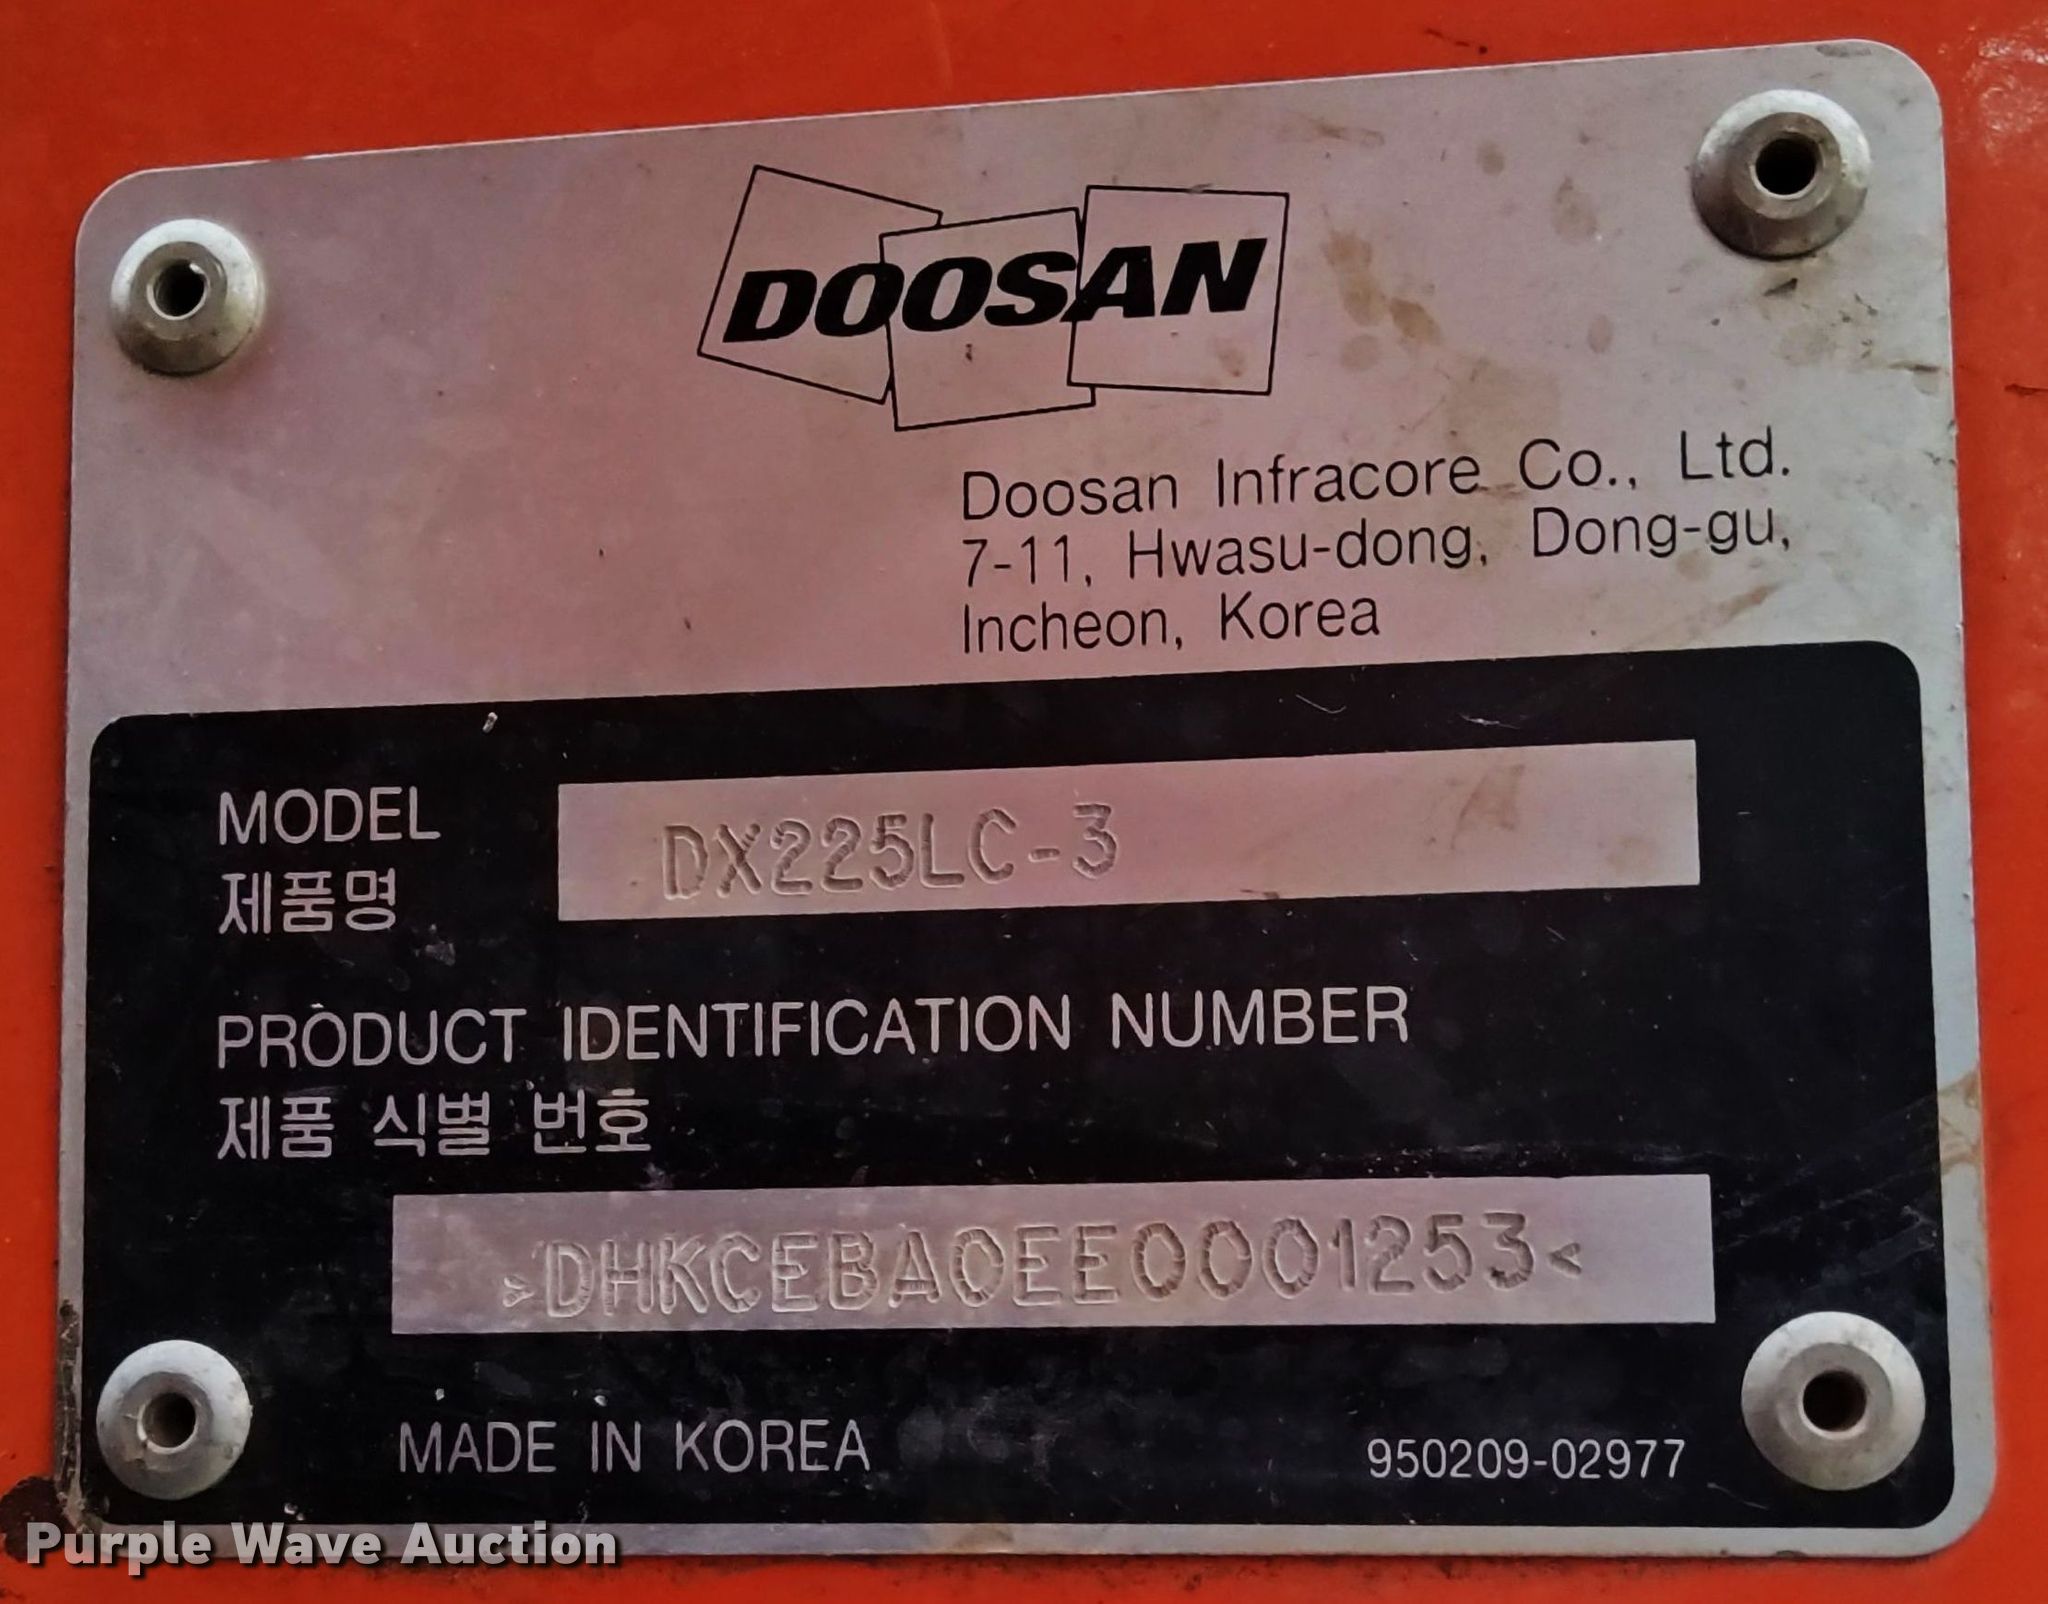 DOOSAN
Doosan Infracore Co., Ltd.
7-11, Hwasu-dong, Dong-gu,
Incheon, Korea
MODEL
제품명
DX225LC-3
PRODUCT IDENTIFICATION NUMBER
제품 식별 번호
>DHKCEBA0EE0001253<
MADE IN KOREA
950209-02977
Purple Wave Auction